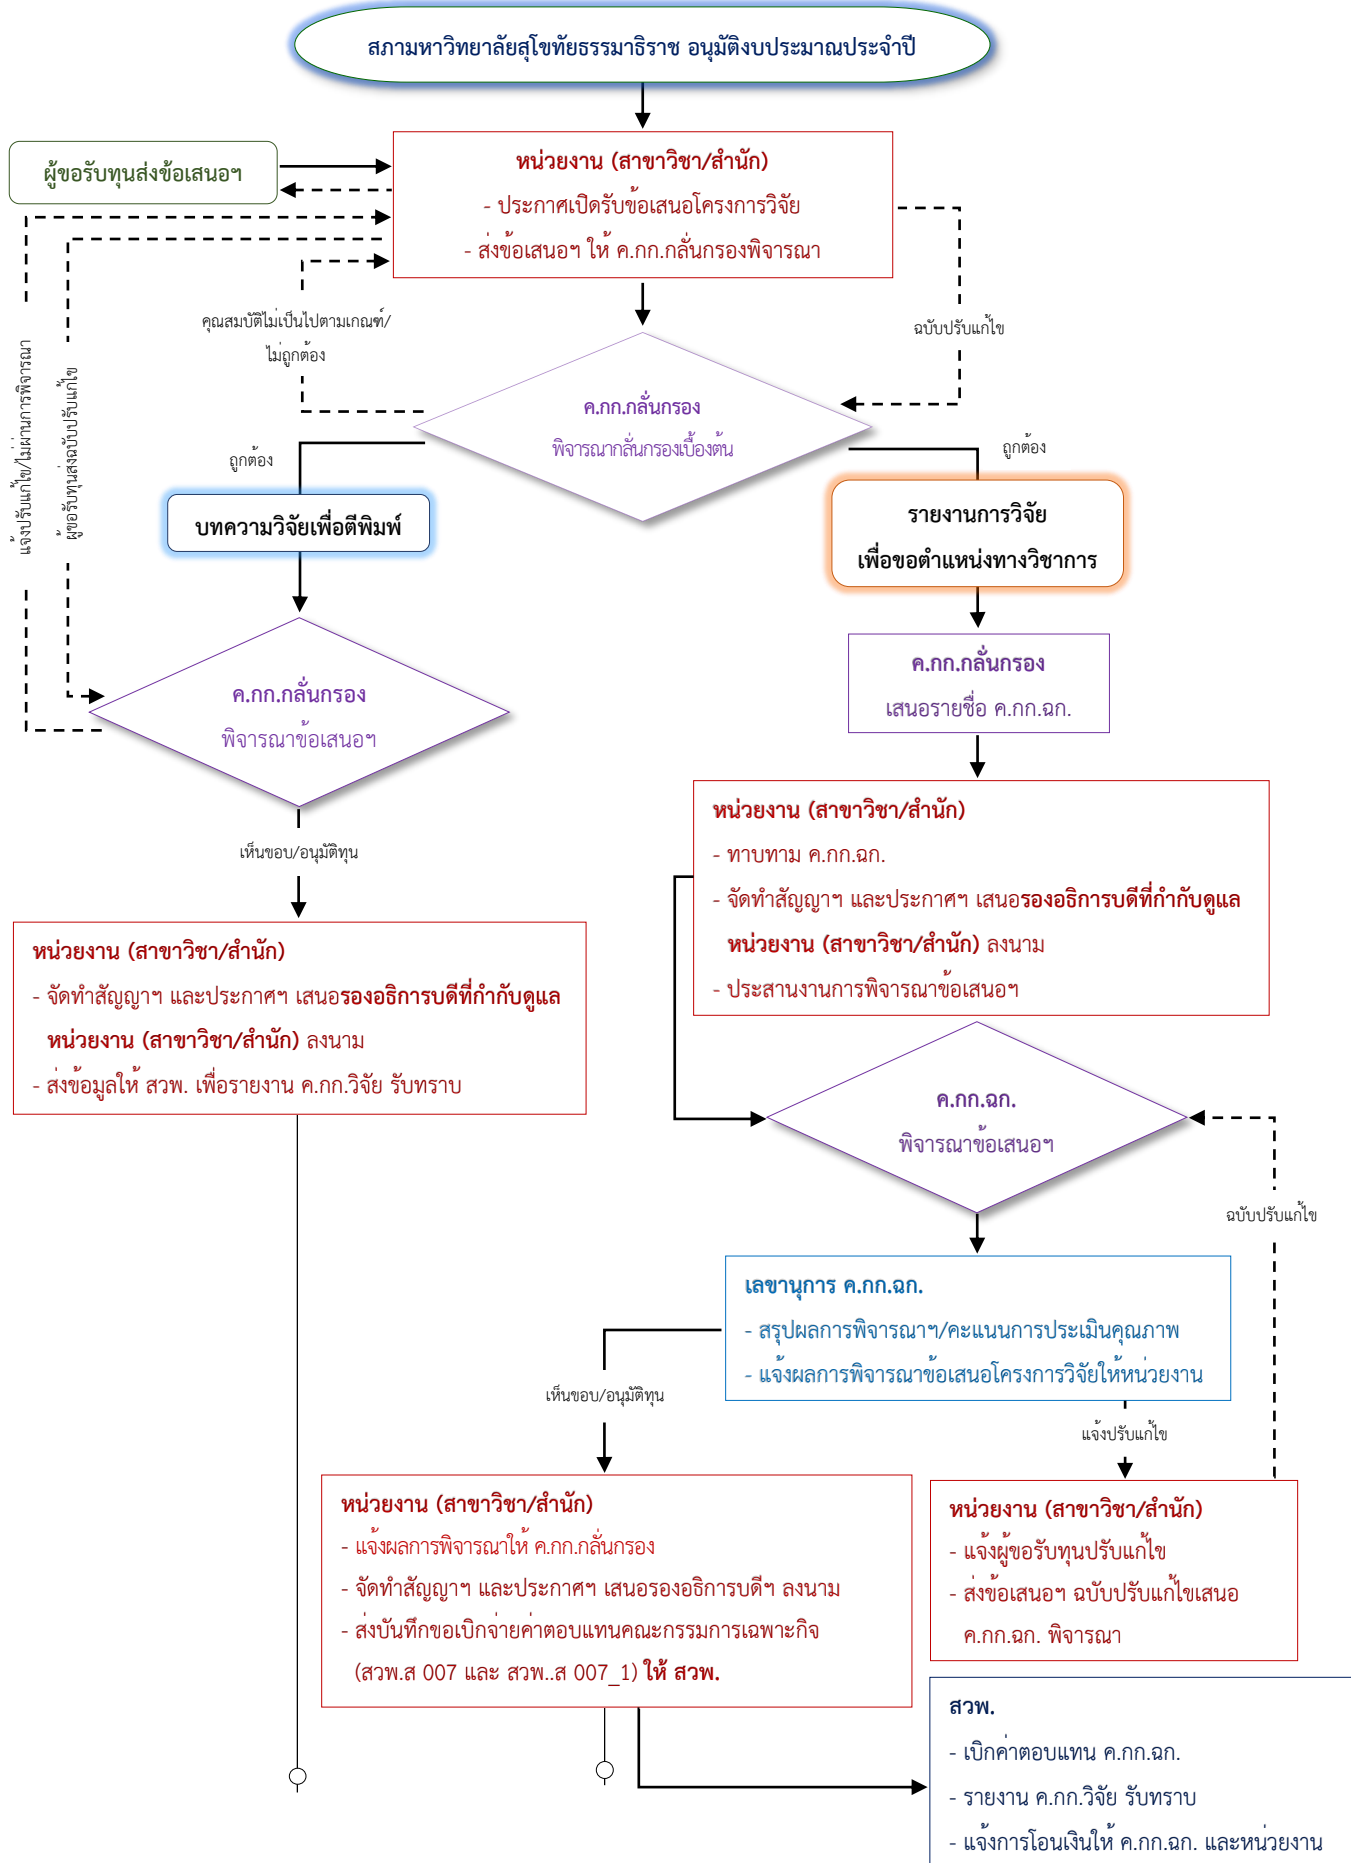 สภามหาวิทยาลัยสุโขทัยธรรมาธิราช อนุมัติงบประมาณประจำปี
ผู้ขอรับทุนส่งข้อเสนอฯ
หน่วยงาน (สาขาวิชา/สำนัก)
- ประกาศเปิดรับข้อเสนอโครงการวิจัย
- ส่งข้อเสนอฯ ให้ ค.กก.กลั่นกรองพิจารณา
คุณสมบัติไม่เป็นไปตามเกณฑ์/
ไม่ถูกต้อง
ฉบับปรับแก้ไข
แจ้งปรับแก้ไข/ไม่ผ่านการพิจารณา
ผู้ขอรับทุนส่งฉบับปรับแก้ไข
ค.กก.กลั่นกรอง
พิจารณากลั่นกรองเบื้องต้น
ถูกต้อง
ถูกต้อง
บทความวิจัยเพื่อตีพิมพ์
รายงานการวิจัย
เพื่อขอตำแหน่งทางวิชาการ
ค.กก.กลั่นกรอง
พิจารณาข้อเสนอฯ
ค.กก.กลั่นกรอง
เสนอรายชื่อ ค.กก.ฉก.
เห็นชอบ/อนุมัติทุน
หน่วยงาน (สาขาวิชา/สำนัก)
- ทาบทาม ค.กก.ฉก.
- จัดทำสัญญาฯ และประกาศฯ เสนอรองอธิการบดีที่กำกับดูแล
หน่วยงาน (สาขาวิชา/สำนัก) ลงนาม
- ประสานงานการพิจารณาข้อเสนอฯ
หน่วยงาน (สาขาวิชา/สำนัก)
- จัดทำสัญญาฯ และประกาศฯ เสนอรองอธิการบดีที่กำกับดูแล
หน่วยงาน (สาขาวิชา/สำนัก) ลงนาม
- ส่งข้อมูลให้ สวพ. เพื่อรายงาน ค.กก.วิจัย รับทราบ
ค.กก.ฉก.
พิจารณาข้อเสนอฯ
ฉบับปรับแก้ไข
เลขานุการ ค.กก.ฉก.
- สรุปผลการพิจารณาฯ/คะแนนการประเมินคุณภาพ
- แจ้งผลการพิจารณาข้อเสนอโครงการวิจัยให้หน่วยงาน
เห็นชอบ/อนุมัติทุน
แจ้งปรับแก้ไข
หน่วยงาน (สาขาวิชา/สำนัก)
- แจ้งผลการพิจารณาให้ ค.กก.กลั่นกรอง
- จัดทำสัญญาฯ และประกาศฯ เสนอรองอธิการบดีฯ ลงนาม
- ส่งบันทึกขอเบิกจ่ายค่าตอบแทนคณะกรรมการเฉพาะกิจ
(สวพ.ส 007 และ สวพ..ส 007_1) ให้ สวพ.
หน่วยงาน (สาขาวิชา/สำนัก)
- แจ้งผู้ขอรับทุนปรับแก้ไข
- ส่งข้อเสนอฯ ฉบับปรับแก้ไขเสนอ
ค.กก.ฉก. พิจารณา
สวพ.
- เบิกค่าตอบแทน ค.กก.ฉก.
- รายงาน ค.กก.วิจัย รับทราบ
- แจ้งการโอนเงินให้ ค.กก.ฉก. และหน่วยงาน